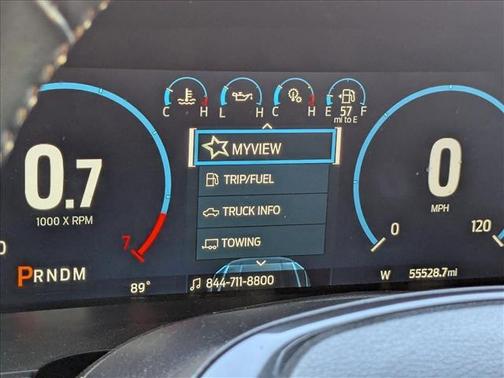 C H L H C H E 57 F
mi to E
MYVIEW
0.7
1000 X RPM
7
TRIP/FUEL
TRUCK INFO
TOWING
0
MPH
0 120
0
PRNDM
89°
844-711-8800
W 55528.7mi